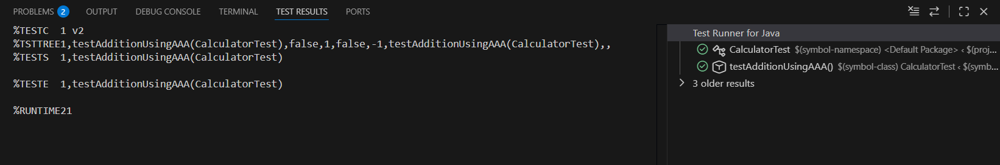 PROBLEMS 2 OUTPUT DEBUG CONSOLE TERMINAL TEST RESULTS PORTS
%TESTC  1 v2
%TSTTREE1,testAdditionUsingAAA(CalculatorTest),false,1,false,-1,testAdditionUsingAAA(CalculatorTest),,
%TESTS  1,testAdditionUsingAAA(CalculatorTest)
%TESTE  1,testAdditionUsingAAA(CalculatorTest)
%RUNTIME21
Test Runner for Java
CalculatorTest $(symbol-namespace) <Default Package> ‹ $(proj...
testAdditionUsingAAA() $(symbol-class) CalculatorTest ‹ $(symb...
3 older results